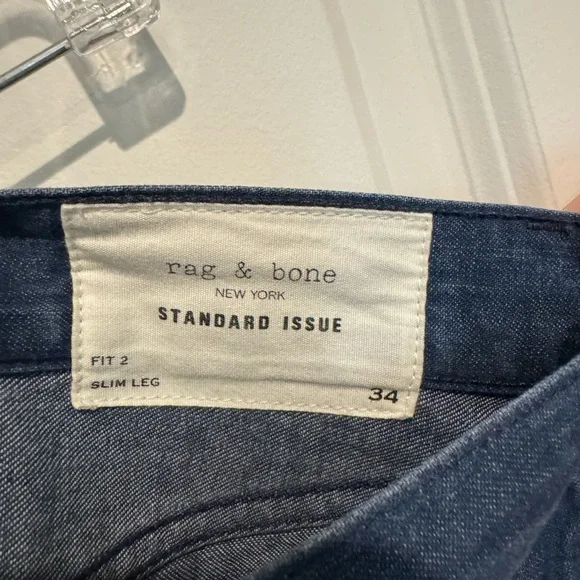 rag & bone
NEW YORK
STANDARD ISSUE
FIT 2
SLIM LEG
34